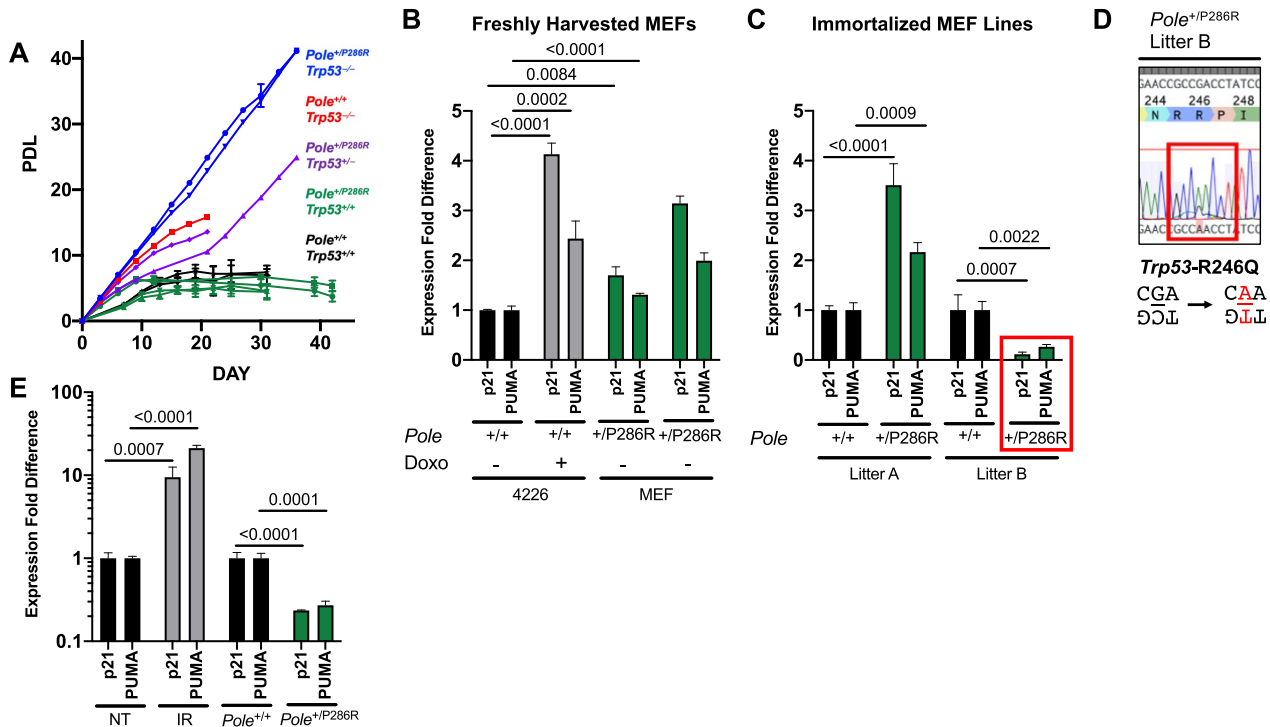 A
PDL
40
30
20
10
0
0
10
20
30
40
DAY
Pole+/P286R
Trp53−/−
Pole+/+
Trp53−/−
Pole+/P286R
Trp53+/−
Pole+/P286R
Trp53+/+
Pole+/+
Trp53+/+
B
Freshly Harvested MEFs
<0.0001
0.0084
0.0002
<0.0001
Expression Fold Difference
5
4
3
2
1
0
p21 PUMA p21 PUMA p21 PUMA p21 PUMA
Pole +/+ +/+ +/P286R +/P286R
Doxo - + - -
4226 MEF
C
Immortalized MEF Lines
0.0009
<0.0001
0.0022
0.0007
Expression Fold Difference
5
4
3
2
1
0
p21 PUMA p21 PUMA p21 PUMA p21 PUMA
Pole +/+ +/P286R +/+ +/P286R
Litter A Litter B
D
Pole+/P286R
Litter B
GAACCGCCGACCTATCC
244 246 248
N R R P I
GAACCGCCAACCTATCC
Trp53-R246Q
CGA → CAA
GCT GTT
E
<0.0001
0.0007
0.0001
<0.0001
Expression Fold Difference
100
10
1
0.1
p21 PUMA p21 PUMA p21 PUMA p21 PUMA
NT IR Pole+/+ Pole+/P286R